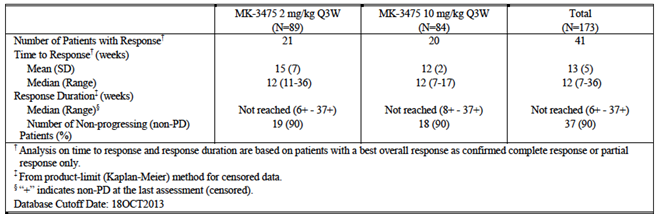 MK-3475 2 mg/kg Q3W MK-3475 10 mg/kg Q3W Total
(N=89) (N=84) (N=173)
Number of Patients with Response† 21 20 41
Time to Response† (weeks)
Mean (SD) 15 (7) 12 (2) 13 (5)
Median (Range) 12 (11-36) 12 (7-17) 12 (7-36)
Response Duration‡ (weeks)
Median (Range)§ Not reached (6+ - 37+) Not reached (8+ - 37+) Not reached (6+ - 37+)
Number of Non-progressing (non-PD) 19 (90) 18 (90) 37 (90)
Patients (%)
† Analysis on time to response and response duration are based on patients with a best overall response as confirmed complete response or partial
response only.
‡ From product-limit (Kaplan-Meier) method for censored data.
§ "+" indicates non-PD at the last assessment (censored).
Database Cutoff Date: 18OCT2013